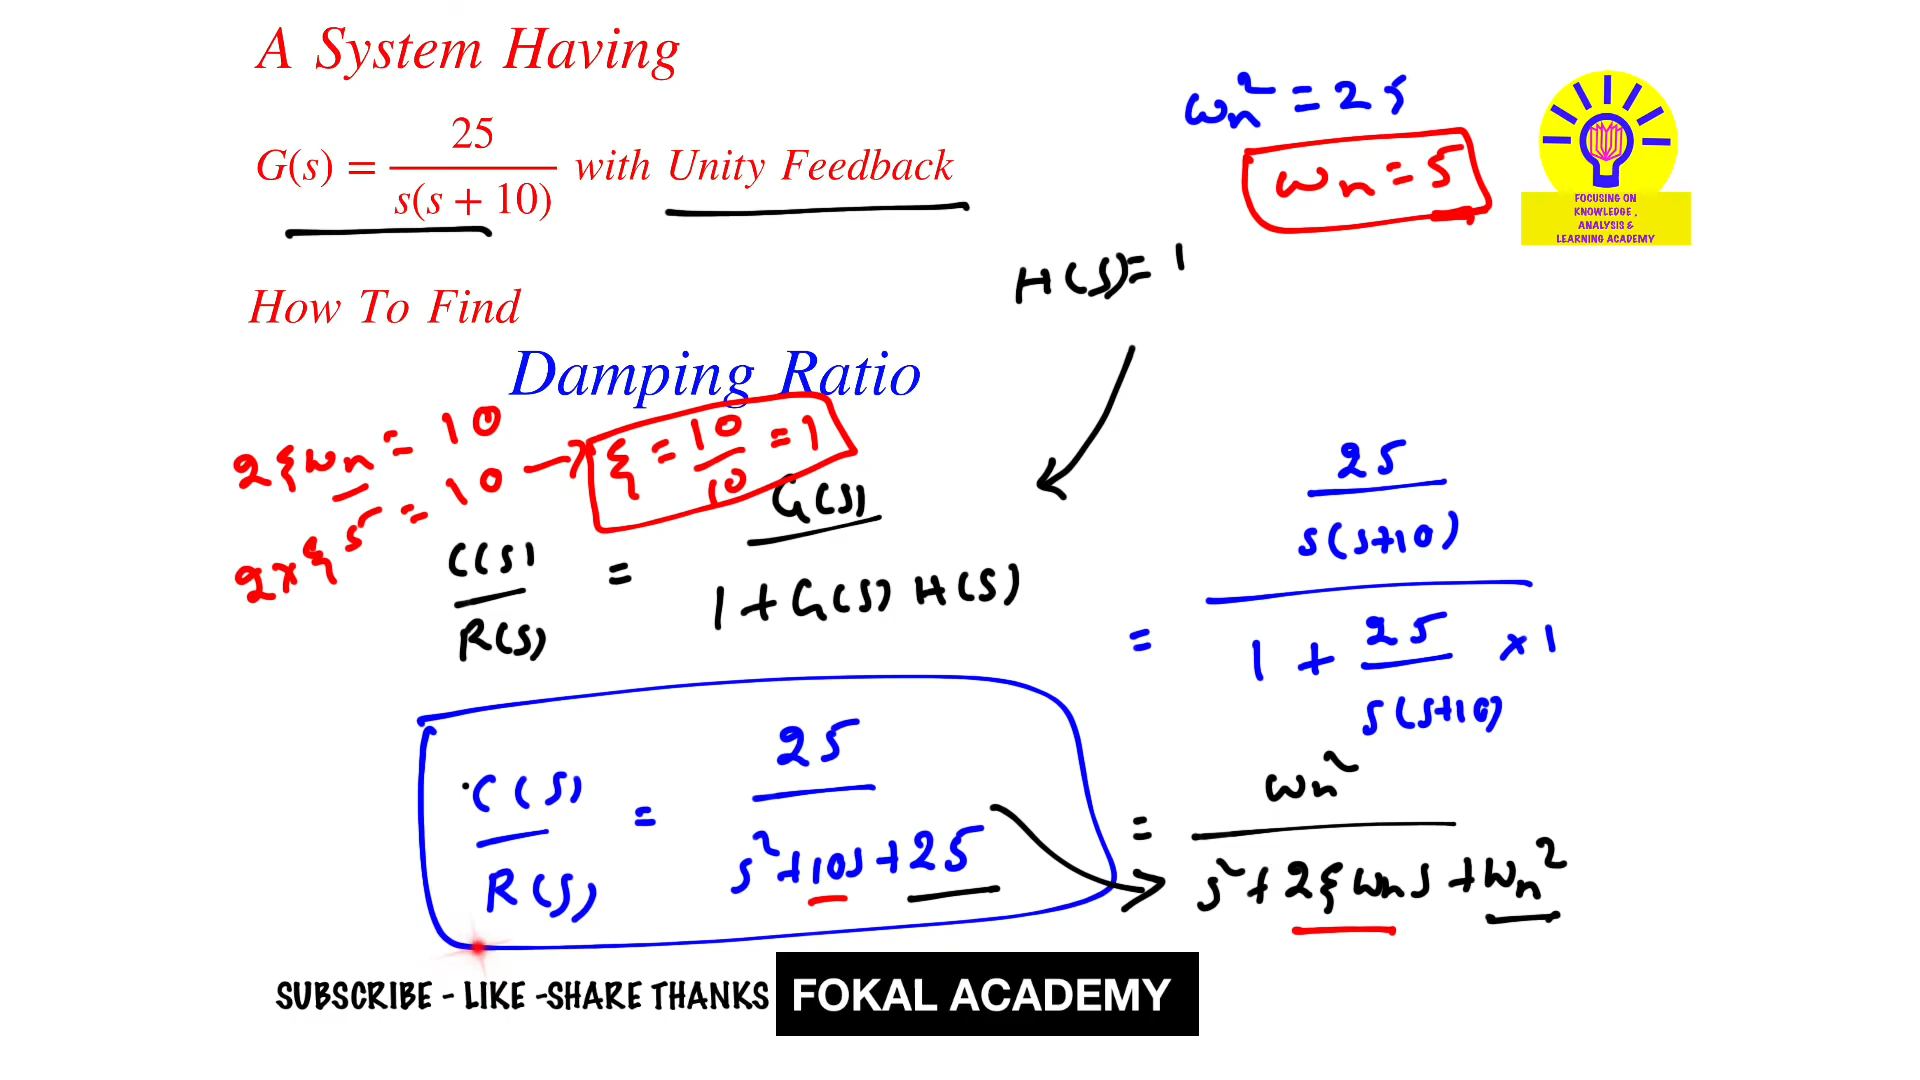 A System Having
G(s) = 25 / s(s + 10) with Unity Feedback
How To Find
Damping Ratio
ωn² = 25
ωn = 5
FOCUSING ON
KNOWLEDGE ,
ANALYSIS &
LEARNING ACADEMY
H(S) = 1
2ξωn = 10
2×ξ5 = 10 → ξ = 10/10 = 1
C(S)/R(S) = G(S) / 1 + G(S) H(S)
= 25/s(s+10) / 1 + 25/s(s+10) × 1
C(S)/R(S) = 25 / s² + 10s + 25
= ωn² / s² + 2ξωns + ωn²
SUBSCRIBE - LIKE -SHARE THANKS
FOKAL ACADEMY